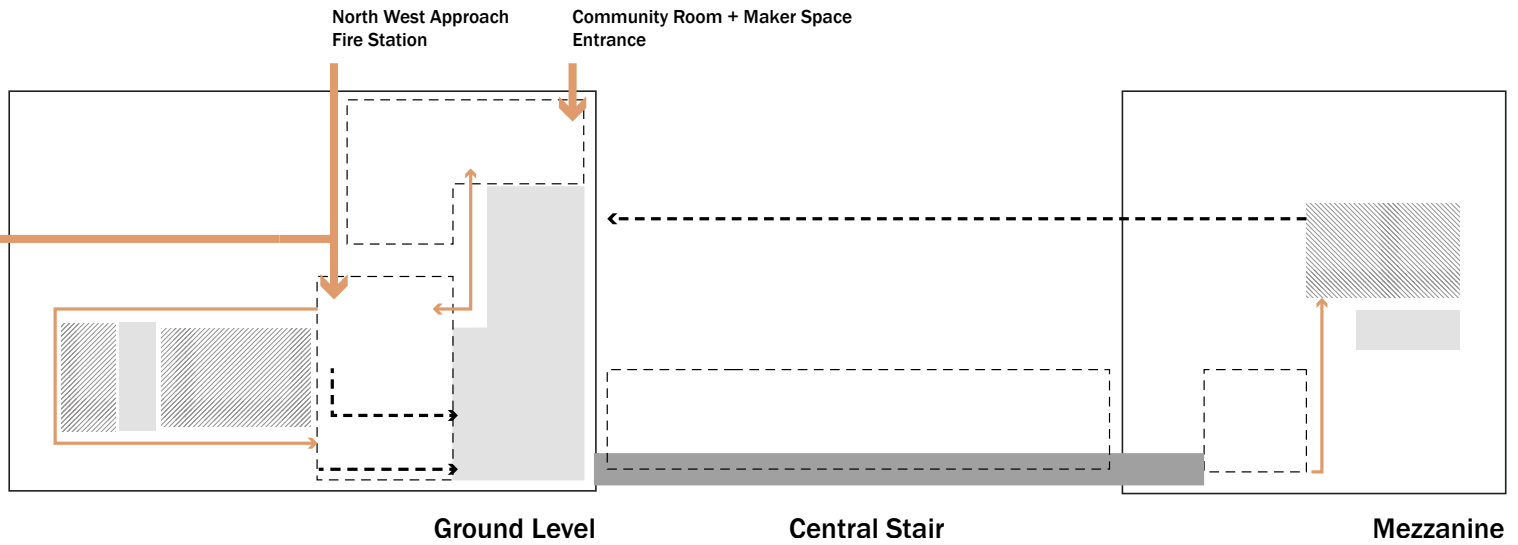 North West Approach
Fire Station
Community Room + Maker Space
Entrance
Ground Level
Central Stair
Mezzanine